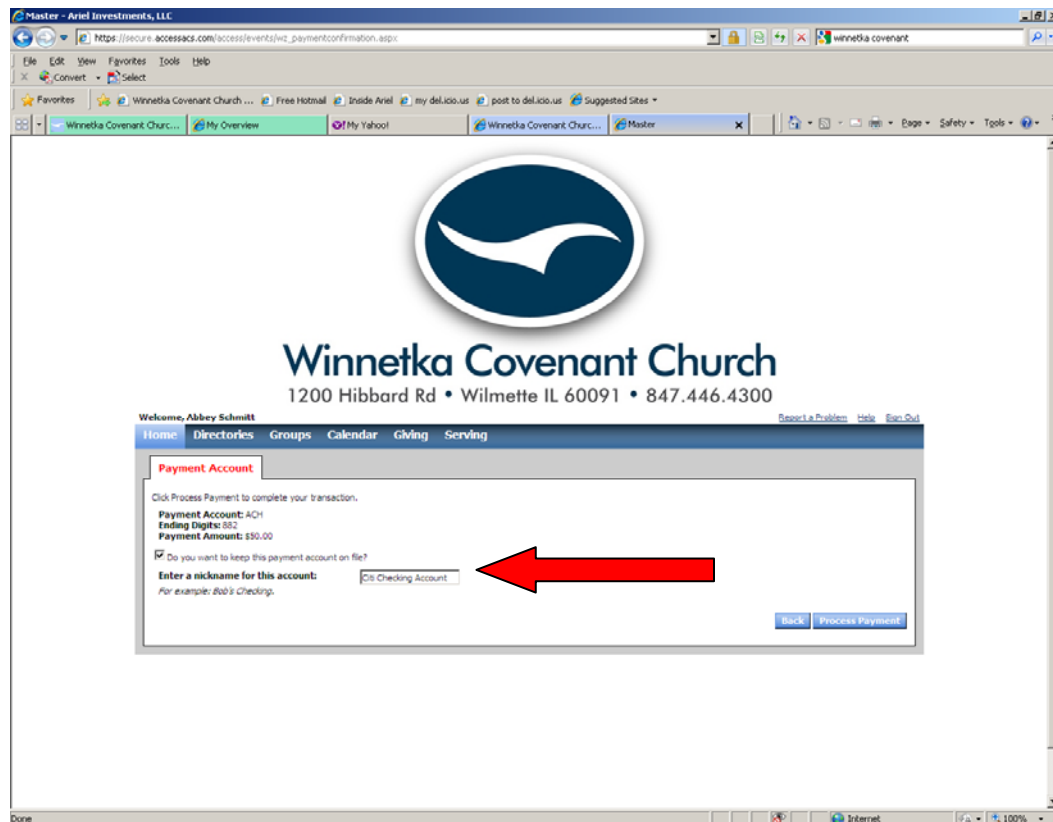 Master - Ariel Investments, LLC
https://secure.accessacs.com/access/events/wz_paymentconfirmation.aspx
winnetka covenant
File Edit View Favorites Tools Help
Convert Select
Favorites Winnetka Covenant Church ... Free Hotmail Inside Ariel my del.icio.us post to del.icio.us Suggested Sites
Winnetka Covenant Churc... My Overview My Yahoo! Winnetka Covenant Churc... Master Page Safety Tools
Winnetka Covenant Church
1200 Hibbard Rd • Wilmette IL 60091 • 847.446.4300
Welcome, Abbey Schmitt Report a Problem Help Sign Out
Home Directories Groups Calendar Giving Serving
Payment Account
Click Process Payment to complete your transaction.
Payment Account: ACH
Ending Digits: 882
Payment Amount: $50.00
Do you want to keep this payment account on file?
Enter a nickname for this account: Citi Checking Account
For example: Bob's Checking.
Back Process Payment
Done Internet 100%